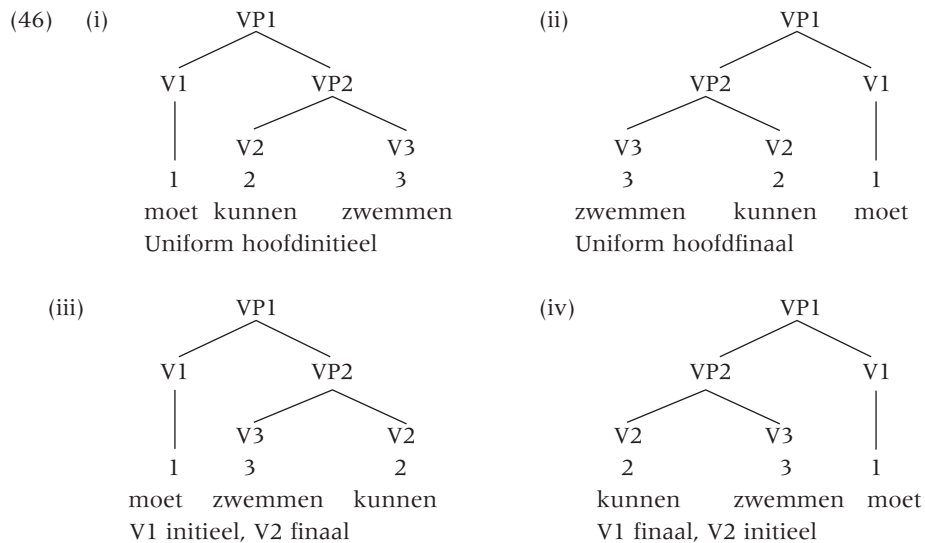 (46) (i) VP1 (ii) VP1
V1 VP2 VP2 V1
V2 V3 V3 V2
1 2 3 3 2 1
moet kunnen zwemmen zwemmen kunnen moet
Uniform hoofdinitieel Uniform hoofdfinaal
(iii) VP1 (iv) VP1
V1 VP2 VP2 V1
V3 V2 V2 V3
1 3 2 2 3 1
moet zwemmen kunnen kunnen zwemmen moet
V1 initieel, V2 finaal V1 finaal, V2 initieel